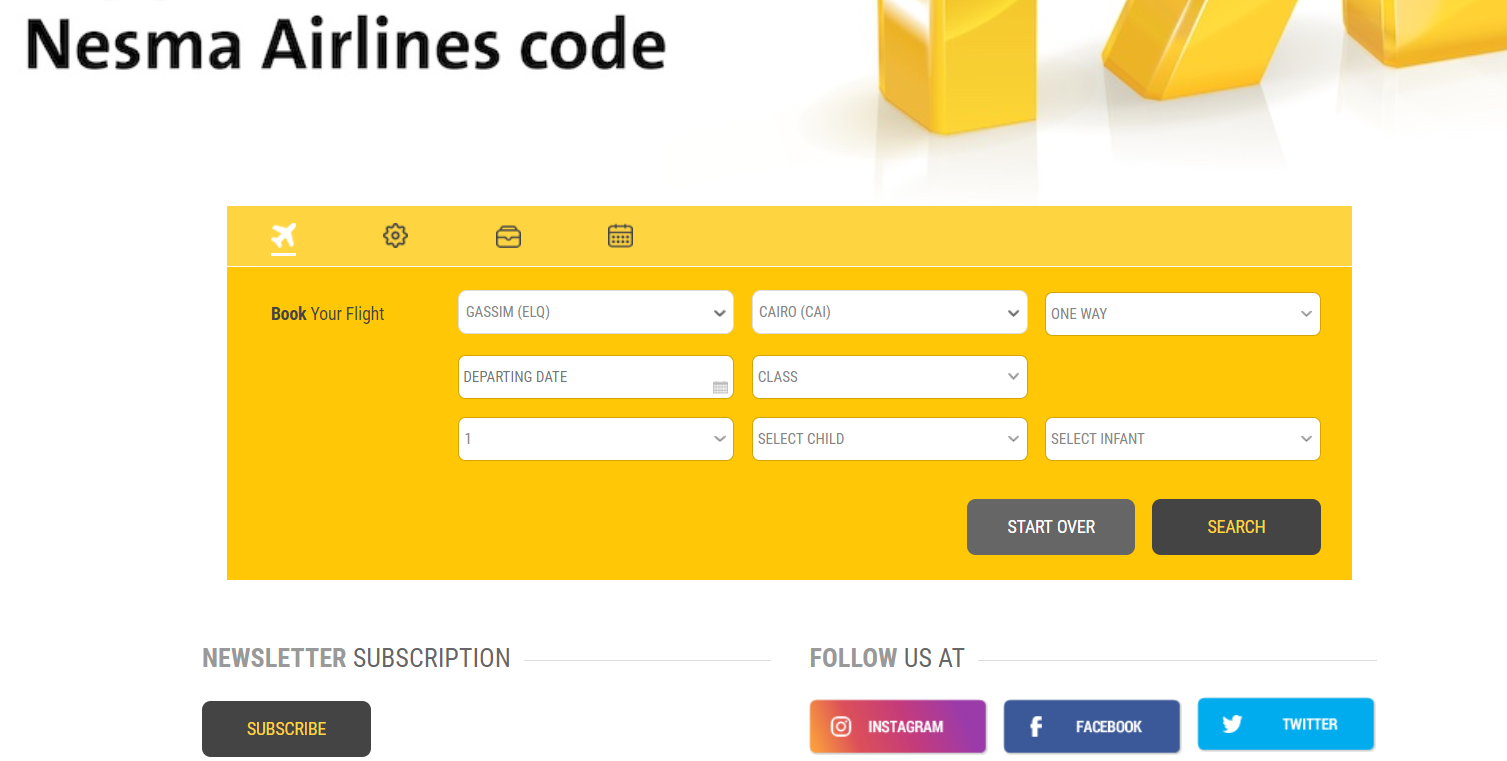 Nesma Airlines code
Book Your Flight
GASSIM (ELQ)
CAIRO (CAI)
ONE WAY
DEPARTING DATE
CLASS
1
SELECT CHILD
SELECT INFANT
START OVER
SEARCH
NEWSLETTER SUBSCRIPTION
FOLLOW US AT
SUBSCRIBE
INSTAGRAM
FACEBOOK
TWITTER